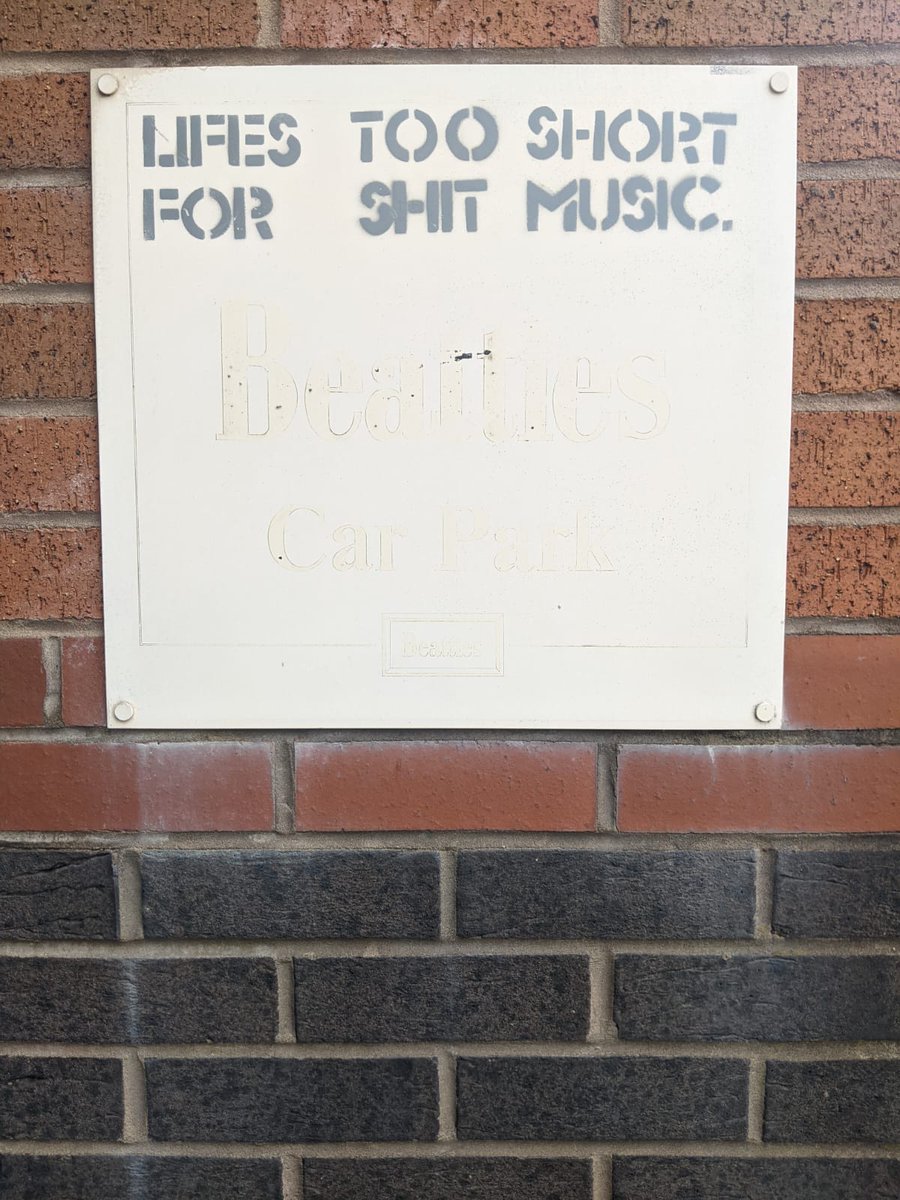 LIFES TOO SHORT
FOR SHIT MUSIC.
Beatties
Car Park
Beatties